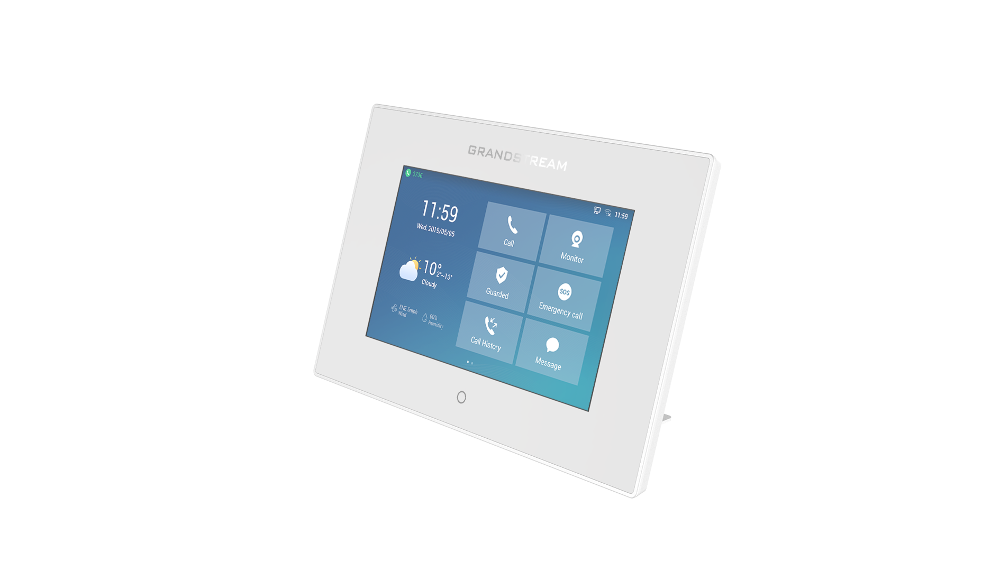 GRANDSTREAM
3706
11:59
11:59
Wed, 2019/05/05
10°
2°~13°
Cloudy
ENE 5mph
Wind
60%
Humidity
Call
Monitor
Guarded
SOS
Emergency call
Call History
Message